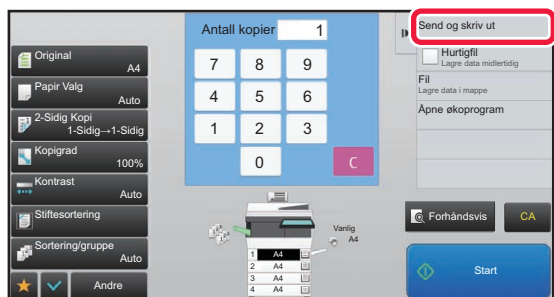 Antall kopier 1
Original
A4
Papir Valg
Auto
2-Sidig Kopi
1-Sidig→1-Sidig
Kopigrad
100%
Kontrast
Auto
Stiftesortering
Sortering/gruppe
Auto
Andre
7 8 9
4 5 6
1 2 3
0 C
Vanlig
A4
1 A4
2 A4
3 A4
4 A4
Send og skriv ut
Hurtigfil
Lagre data midlertidig
Fil
Lagre data i mappe
Åpne økoprogram
Forhåndsvis CA
Start